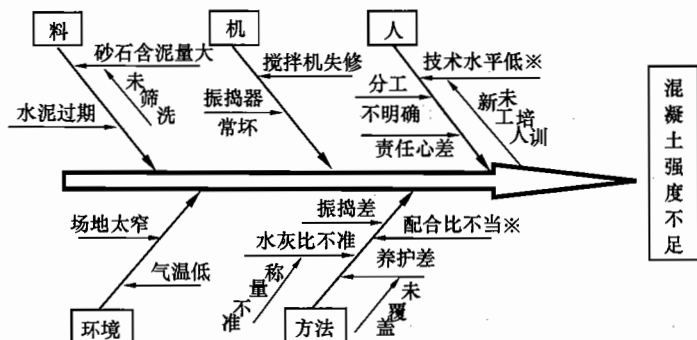 料
机
人
砂石含泥量大
未筛洗
水泥过期
搅拌机失修
振捣器
常坏
技术水平低※
分工
不明确
新工人
未培训
责任心差
混凝土强度不足
场地太窄
气温低
环境
振捣差
水灰比不准
称量不准
配合比不当※
养护差
未覆盖
方法